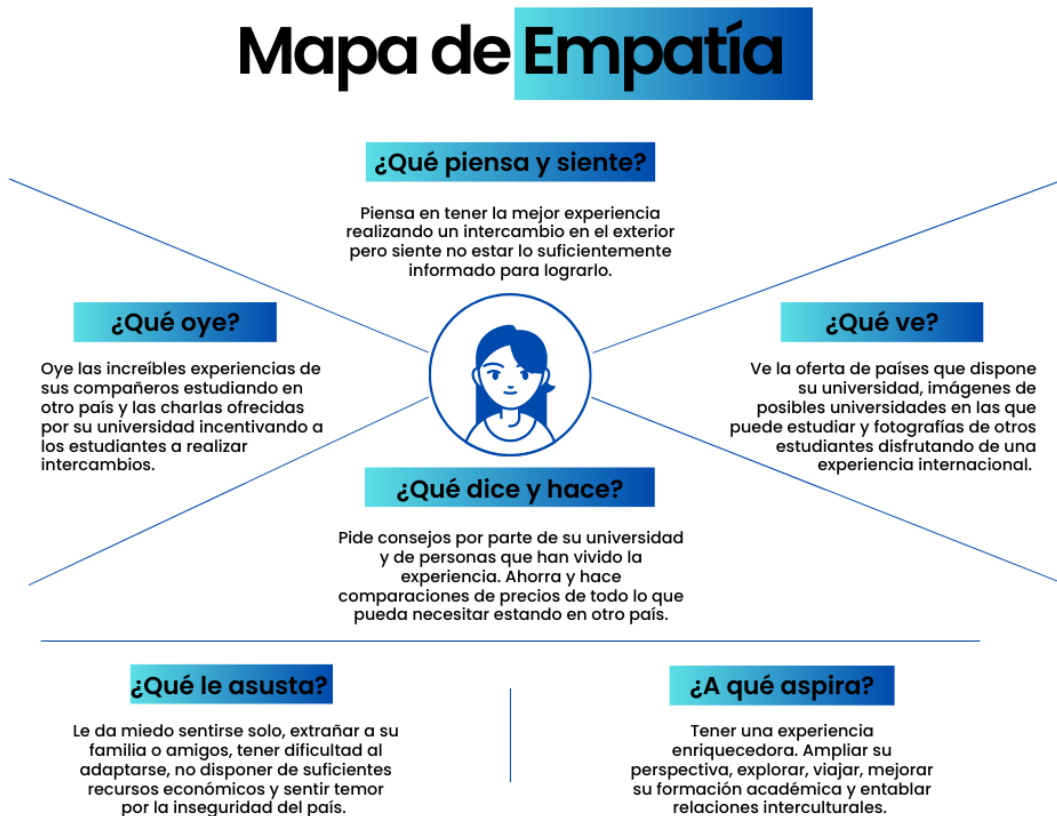 Mapa de Empatía
¿Qué piensa y siente?
Piensa en tener la mejor experiencia
realizando un intercambio en el exterior
pero siente no estar lo suficientemente
informado para lograrlo.
¿Qué oye?
Oye las increíbles experiencias de
sus compañeros estudiando en
otro país y las charlas ofrecidas
por su universidad incentivando a
los estudiantes a realizar
intercambios.
¿Qué ve?
Ve la oferta de países que dispone
su universidad, imágenes de
posibles universidades en las que
puede estudiar y fotografías de otros
estudiantes disfrutando de una
experiencia internacional.
¿Qué dice y hace?
Pide consejos por parte de su universidad
y de personas que han vivido la
experiencia. Ahorra y hace
comparaciones de precios de todo lo que
pueda necesitar estando en otro país.
¿Qué le asusta?
Le da miedo sentirse solo, extrañar a su
familia o amigos, tener dificultad al
adaptarse, no disponer de suficientes
recursos económicos y sentir temor
por la inseguridad del país.
¿A qué aspira?
Tener una experiencia
enriquecedora. Ampliar su
perspectiva, explorar, viajar, mejorar
su formación académica y entablar
relaciones interculturales.